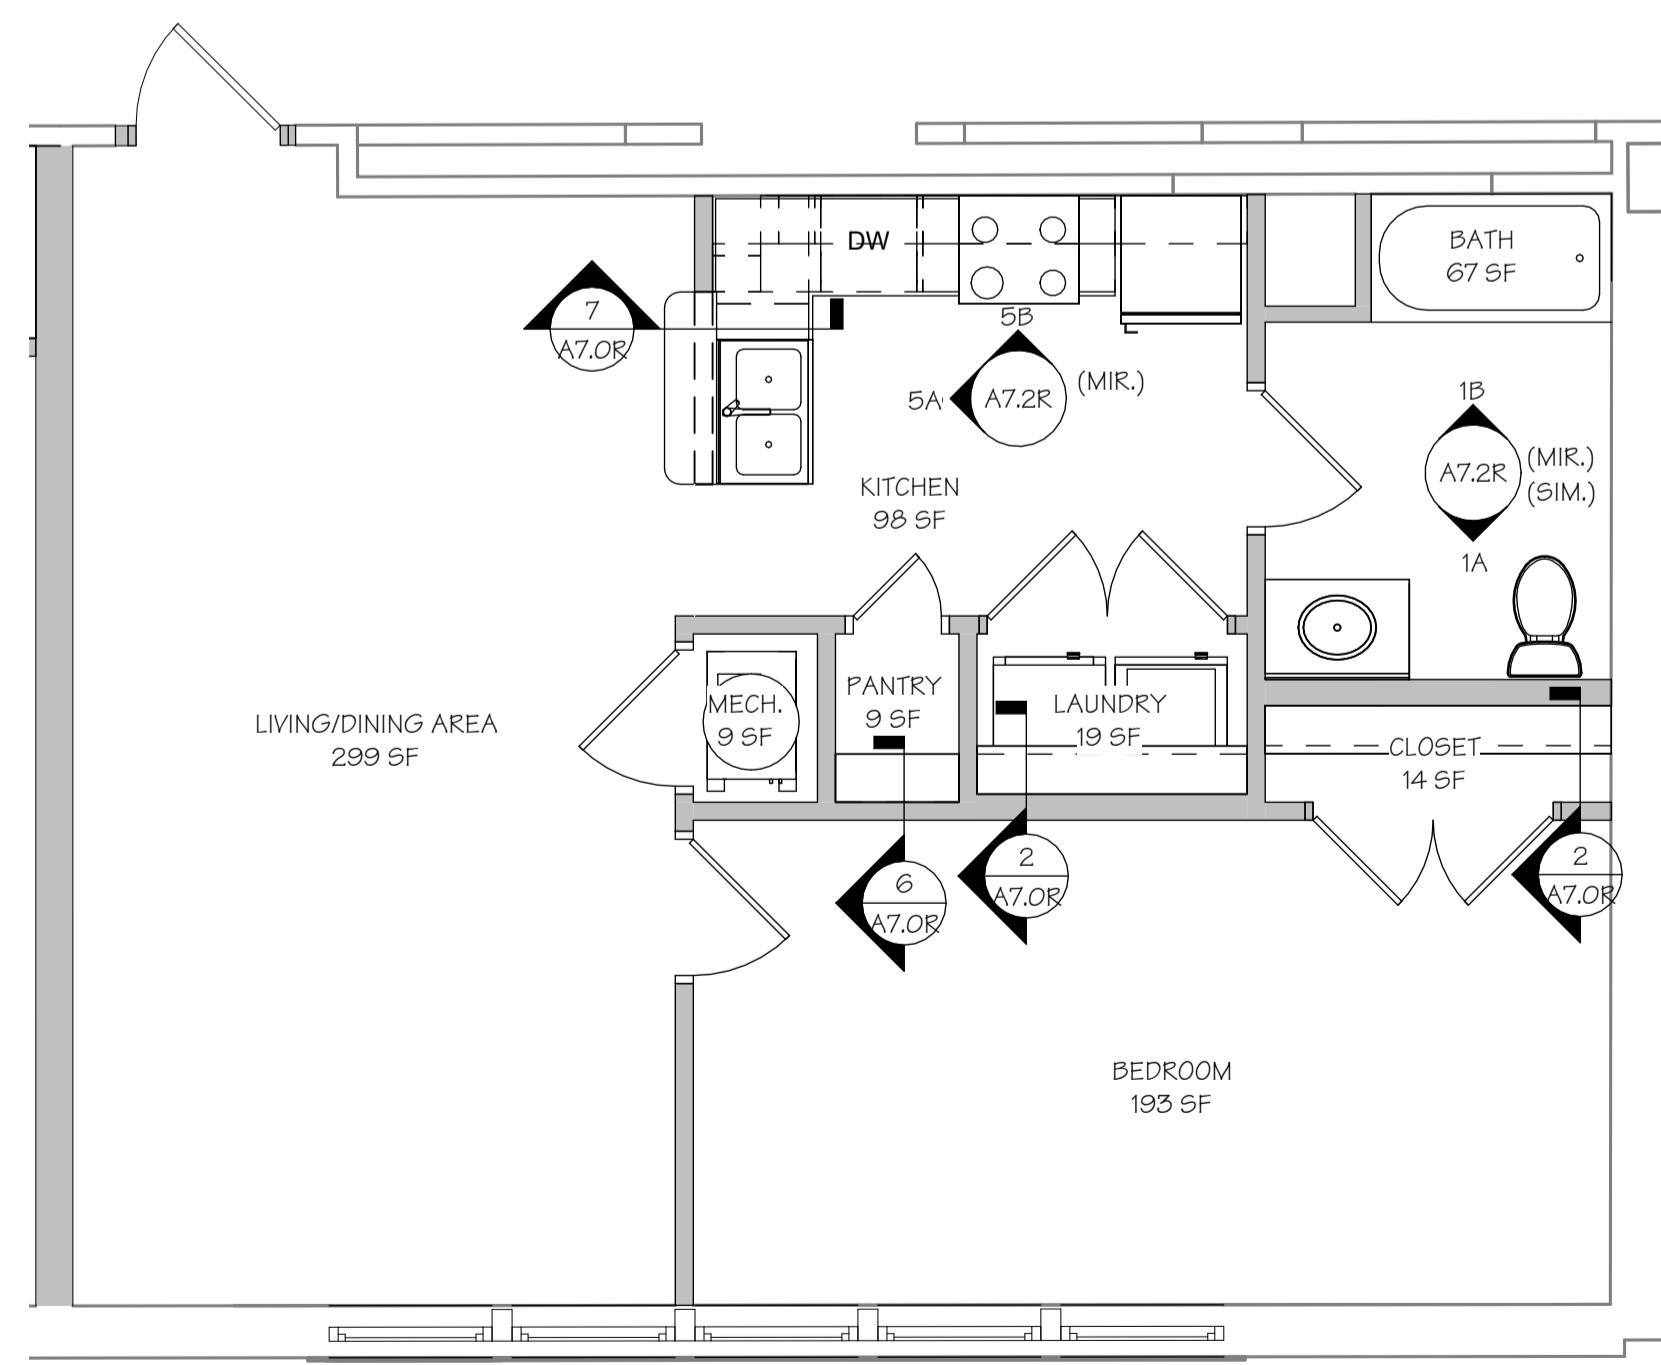 DW
BATH
67 SF
7
A7.0R
5B
5A
A7.2R
(MIR.)
1B
A7.2R
(MIR.)
(SIM.)
1A
KITCHEN
98 SF
PANTRY
9 SF
MECH.
9 SF
LAUNDRY
19 SF
LIVING/DINING AREA
299 SF
CLOSET
14 SF
6
A7.0R
2
A7.0R
2
A7.0R
BEDROOM
193 SF